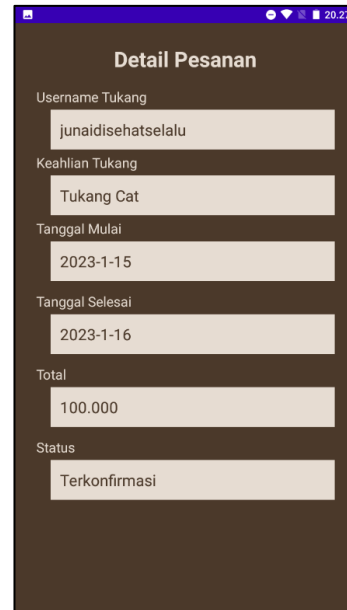 20.27
Detail Pesanan
Username Tukang
junaidisehatselalu
Keahlian Tukang
Tukang Cat
Tanggal Mulai
2023-1-15
Tanggal Selesai
2023-1-16
Total
100.000
Status
Terkonfirmasi